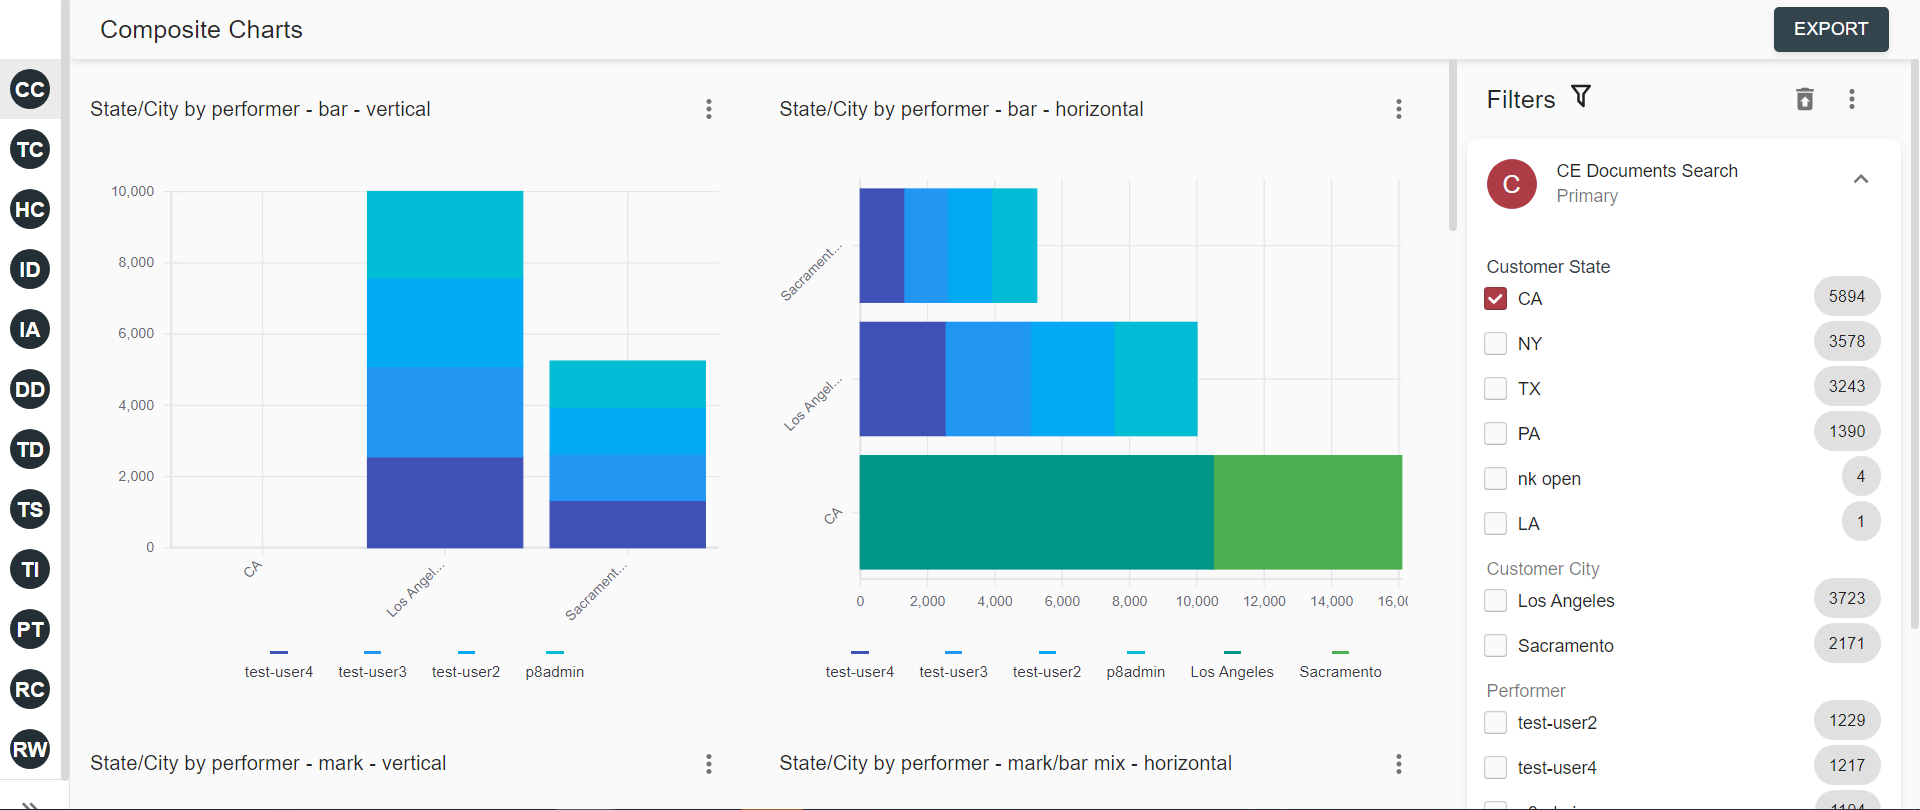 Composite Charts
EXPORT
CC
TC
HC
ID
IA
DD
TD
TS
TI
PT
RC
RW
State/City by performer - bar - vertical
10,000
8,000
6,000
4,000
2,000
0
CA
Los Angel...
Sacrament...
test-user4 test-user3 test-user2 p8admin
State/City by performer - bar - horizontal
Sacrament...
Los Angel...
CA
0 2,000 4,000 6,000 8,000 10,000 12,000 14,000
test-user4 test-user3 test-user2 p8admin Los Angeles Sacramento
State/City by performer - mark - vertical
State/City by performer - mark/bar mix - horizontal
Filters
C
CE Documents Search
Primary
Customer State
CA 5894
NY 3578
TX 3243
PA 1390
nk open 4
LA 1
Customer City
Los Angeles 3723
Sacramento 2171
Performer
test-user2 1229
test-user4 1217